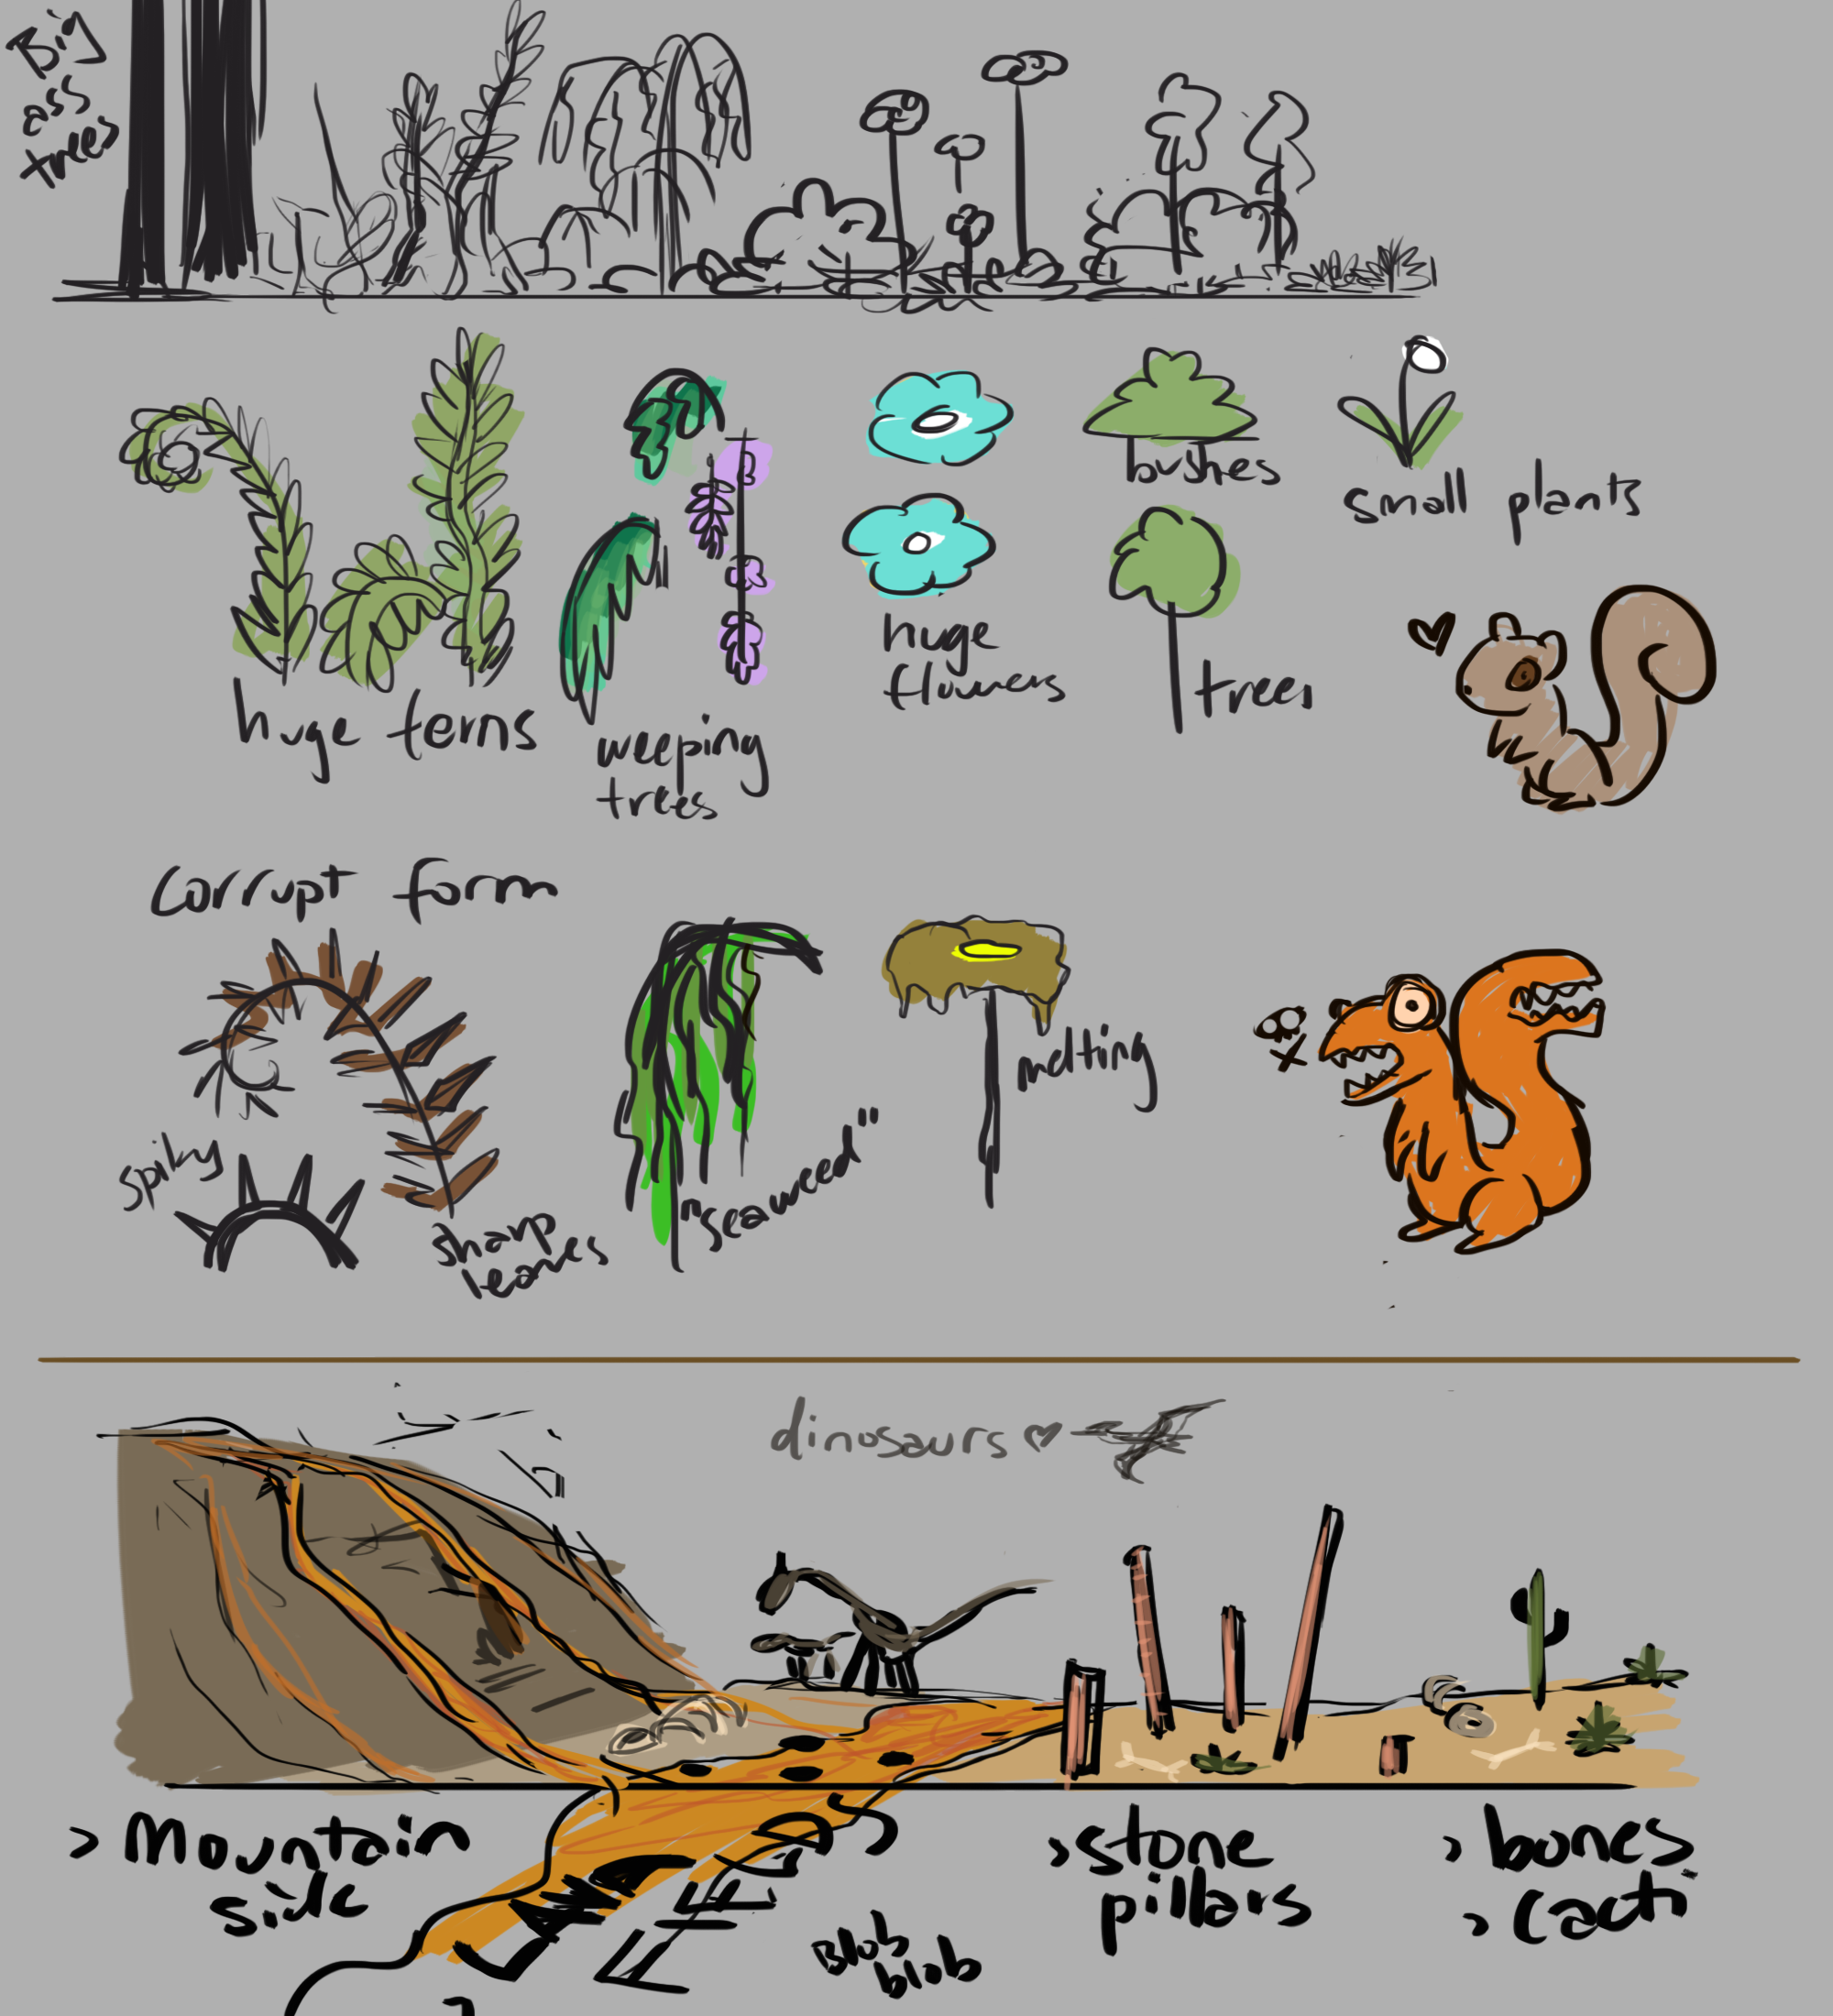 Big
ass
trees
huge ferns
weeping
trees
huge
flowers
bushes
trees
small plants
Corrupt form
spiky
sharp
leaves
"seaweed"
melting
dinosaurs
> Mountain
side
Blob
blob
> stone
pillars
> bones
> cacti